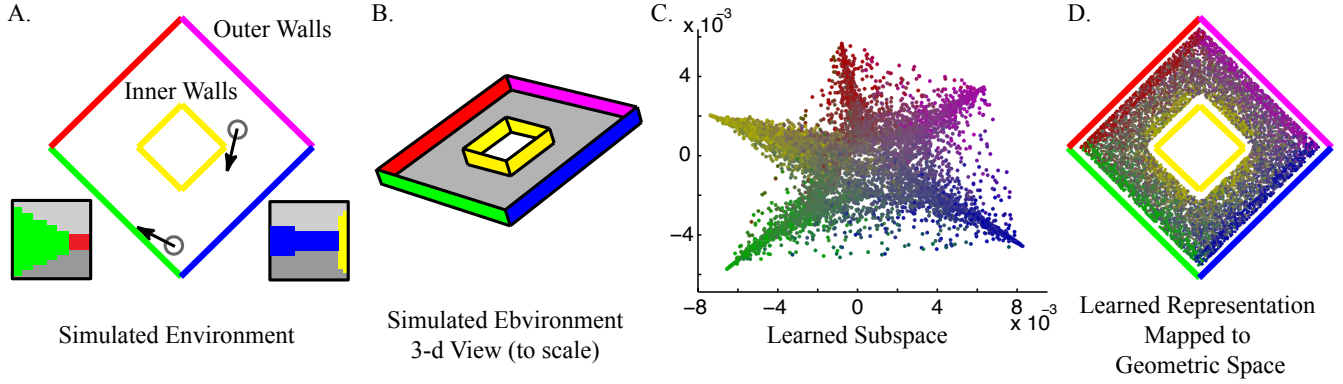 A.
Outer Walls
Inner Walls
Simulated Environment
B.
Simulated Ebvironment
3-d View (to scale)
C.
x 10⁻³
4
0
−4
−8
−4
0
4
8
x 10⁻³
Learned Subspace
D.
Learned Representation
Mapped to
Geometric Space